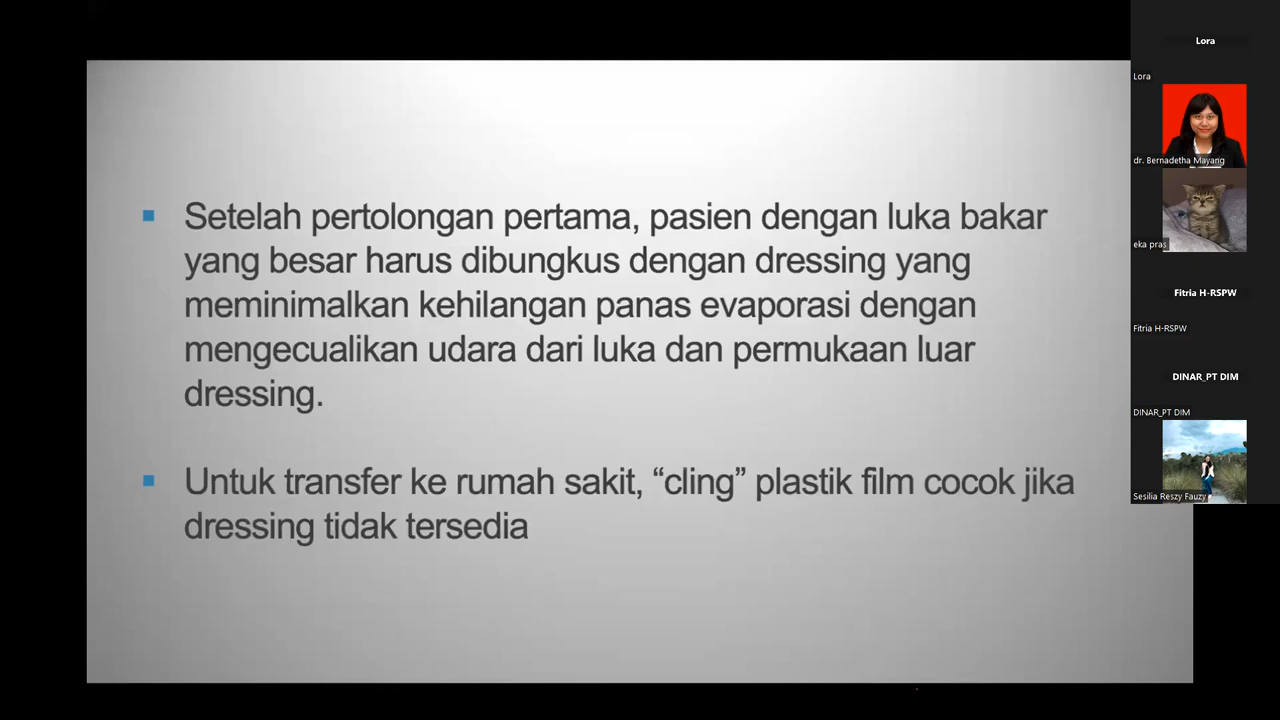 Setelah pertolongan pertama, pasien dengan luka bakar
yang besar harus dibungkus dengan dressing yang
meminimalkan kehilangan panas evaporasi dengan
mengecualikan udara dari luka dan permukaan luar
dressing.
Untuk transfer ke rumah sakit, “cling” plastik film cocok jika
dressing tidak tersedia
Lora
Lora
dr. Bernadetha Mayang
eka pras
Fitria H-RSPW
Fitria H-RSPW
DINAR_PT DIM
DINAR_PT DIM
Sesilia Reszy Fauzy